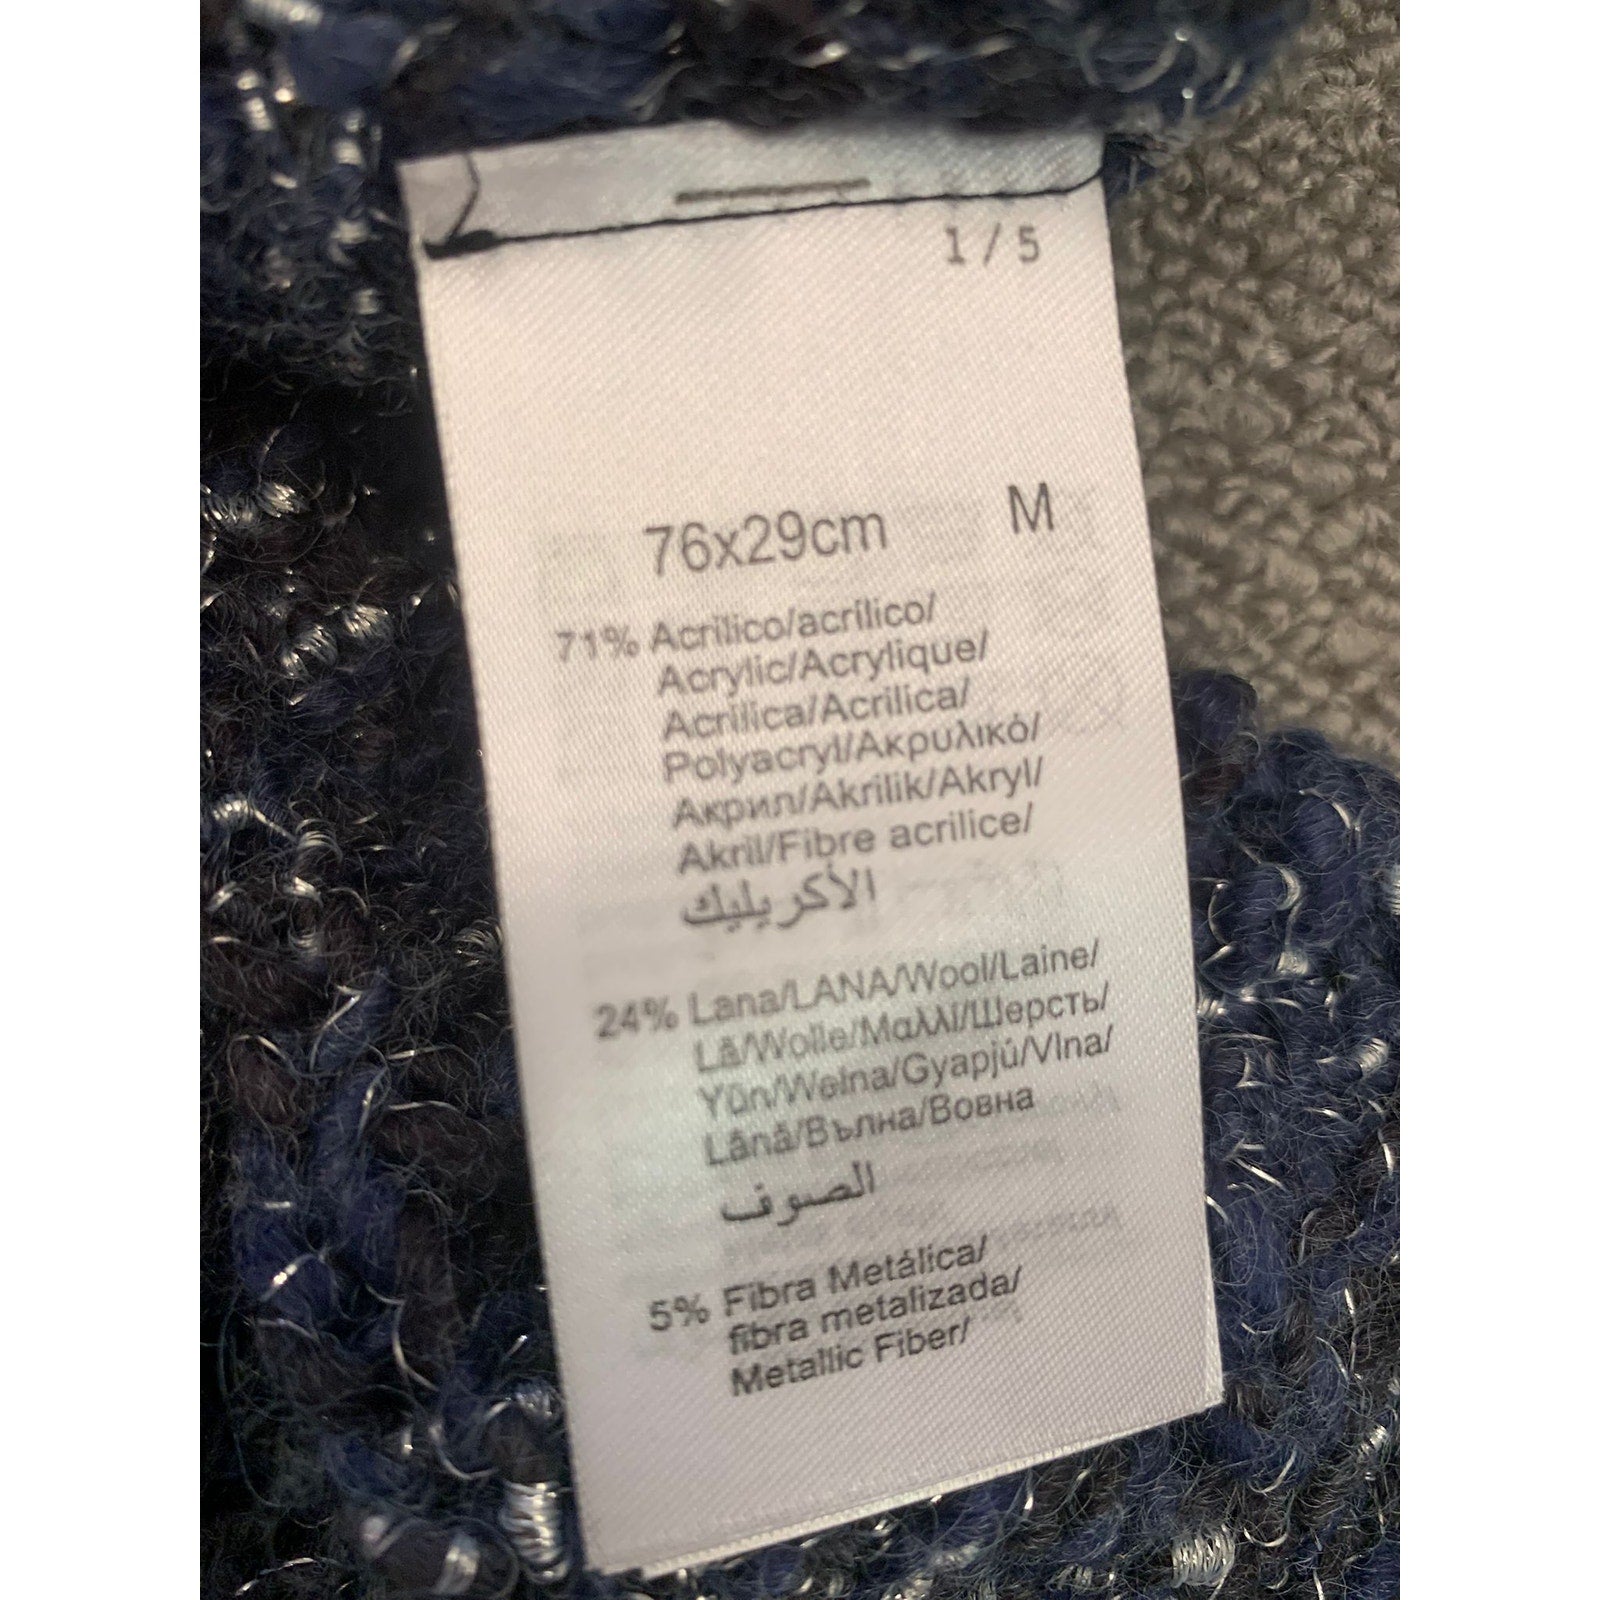 1 / 5
76x29cm M
71% Acrílico/acrílico/
Acrylic/Acrylique/
Acrilica/Acrilica/
Polyacryl/Ακρυλικό/
Акрил/Akrilik/Akryl/
Akril/Fibre acrilice/
الأكريليك
24% Lana/LANA/Wool/Laine/
Lã/Wolle/Μαλλί/Шерсть/
Yün/Wełna/Gyapjú/Vlna/
Lână/Вълна/Вовна
الصوف
5% Fibra Metálica/
fibra metalizada/
Metallic Fiber/